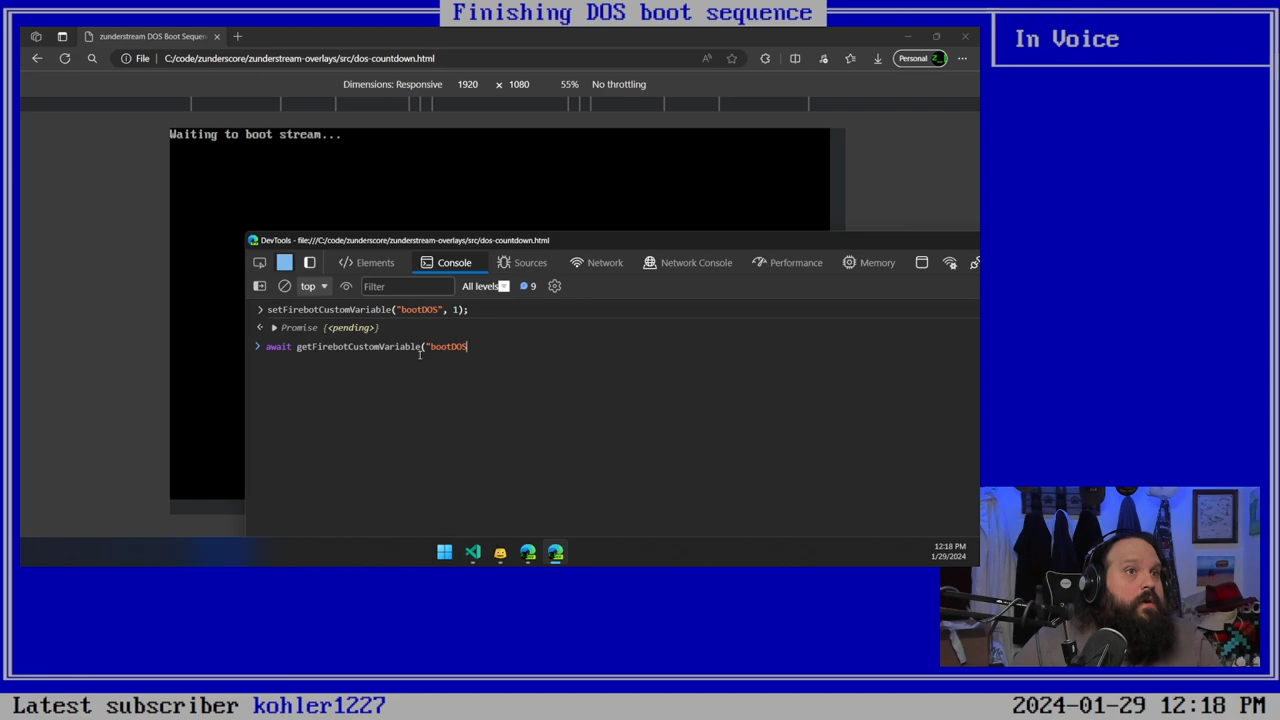 Finishing DOS boot sequence
In Voice
zunderstream DOS Boot Sequen
File
C:/code/zunderscore/zunderstream-overlays/src/dos-countdown.html
Personal
Dimensions: Responsive 1920 × 1080 55% No throttling
Waiting to boot stream...
DevTools - file:///C:/code/zunderscore/zunderstream-overlays/src/dos-countdown.html
Elements Console Sources Network Network Console Performance Memory
top Filter All levels 9
setFirebotCustomVariable("bootDOS", 1);
Promise {<pending>}
await getFirebotCustomVariable("bootDOS
12:18 PM
1/29/2024
Latest subscriber kohler1227
2024-01-29 12:18 PM